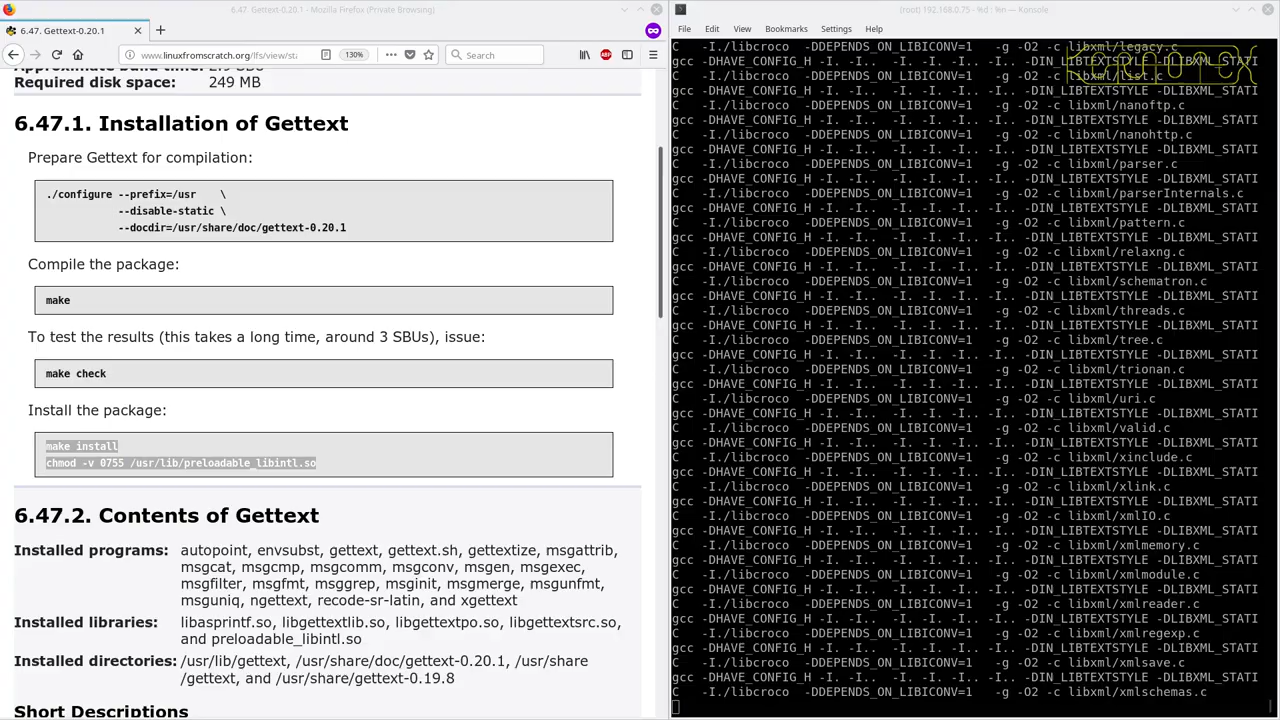 6.47. Gettext-0.20.1 - Mozilla Firefox (Private Browsing)
6.47. Gettext-0.20.1
www.linuxfromscratch.org/lfs/view/sta
130%
Search
ABP
Required disk space: 249 MB
6.47.1. Installation of Gettext
Prepare Gettext for compilation:
./configure --prefix=/usr \
--disable-static \
--docdir=/usr/share/doc/gettext-0.20.1
Compile the package:
make
To test the results (this takes a long time, around 3 SBUs), issue:
make check
Install the package:
make install
chmod -v 0755 /usr/lib/preloadable_libintl.so
6.47.2. Contents of Gettext
Installed programs: autopoint, envsubst, gettext, gettext.sh, gettextize, msgattrib,
msgcat, msgcmp, msgcomm, msgconv, msgen, msgexec,
msgfilter, msgfmt, msggrep, msginit, msgmerge, msgunfmt,
msguniq, ngettext, recode-sr-latin, and xgettext
Installed libraries: libasprintf.so, libgettextlib.so, libgettextpo.so, libgettextsrc.so,
and preloadable_libintl.so
Installed directories: /usr/lib/gettext, /usr/share/doc/gettext-0.20.1, /usr/share
/gettext, and /usr/share/gettext-0.19.8
Short Descriptions
(root) 192.168.0.75 - %d : %n — Konsole
File Edit View Bookmarks Settings Help
C -I./libcroco -DDEPENDS_ON_LIBICONV=1 -g -O2 -c libxml/legacy.c
gcc -DHAVE_CONFIG_H -I. -I.. -I. -I. -I.. -I.. -DIN_LIBTEXTSTYLE -DLIBXML_STATI
C -I./libcroco -DDEPENDS_ON_LIBICONV=1 -g -O2 -c libxml/list.c
gcc -DHAVE_CONFIG_H -I. -I.. -I. -I. -I.. -I.. -DIN_LIBTEXTSTYLE -DLIBXML_STATI
C -I./libcroco -DDEPENDS_ON_LIBICONV=1 -g -O2 -c libxml/nanoftp.c
gcc -DHAVE_CONFIG_H -I. -I.. -I. -I. -I.. -I.. -DIN_LIBTEXTSTYLE -DLIBXML_STATI
C -I./libcroco -DDEPENDS_ON_LIBICONV=1 -g -O2 -c libxml/nanohttp.c
gcc -DHAVE_CONFIG_H -I. -I.. -I. -I. -I.. -I.. -DIN_LIBTEXTSTYLE -DLIBXML_STATI
C -I./libcroco -DDEPENDS_ON_LIBICONV=1 -g -O2 -c libxml/parser.c
gcc -DHAVE_CONFIG_H -I. -I.. -I. -I. -I.. -I.. -DIN_LIBTEXTSTYLE -DLIBXML_STATI
C -I./libcroco -DDEPENDS_ON_LIBICONV=1 -g -O2 -c libxml/parserInternals.c
gcc -DHAVE_CONFIG_H -I. -I.. -I. -I. -I.. -I.. -DIN_LIBTEXTSTYLE -DLIBXML_STATI
C -I./libcroco -DDEPENDS_ON_LIBICONV=1 -g -O2 -c libxml/pattern.c
gcc -DHAVE_CONFIG_H -I. -I.. -I. -I. -I.. -I.. -DIN_LIBTEXTSTYLE -DLIBXML_STATI
C -I./libcroco -DDEPENDS_ON_LIBICONV=1 -g -O2 -c libxml/relaxng.c
gcc -DHAVE_CONFIG_H -I. -I.. -I. -I. -I.. -I.. -DIN_LIBTEXTSTYLE -DLIBXML_STATI
C -I./libcroco -DDEPENDS_ON_LIBICONV=1 -g -O2 -c libxml/schematron.c
gcc -DHAVE_CONFIG_H -I. -I.. -I. -I. -I.. -I.. -DIN_LIBTEXTSTYLE -DLIBXML_STATI
C -I./libcroco -DDEPENDS_ON_LIBICONV=1 -g -O2 -c libxml/threads.c
gcc -DHAVE_CONFIG_H -I. -I.. -I. -I. -I.. -I.. -DIN_LIBTEXTSTYLE -DLIBXML_STATI
C -I./libcroco -DDEPENDS_ON_LIBICONV=1 -g -O2 -c libxml/tree.c
gcc -DHAVE_CONFIG_H -I. -I.. -I. -I. -I.. -I.. -DIN_LIBTEXTSTYLE -DLIBXML_STATI
C -I./libcroco -DDEPENDS_ON_LIBICONV=1 -g -O2 -c libxml/trionan.c
gcc -DHAVE_CONFIG_H -I. -I.. -I. -I. -I.. -I.. -DIN_LIBTEXTSTYLE -DLIBXML_STATI
C -I./libcroco -DDEPENDS_ON_LIBICONV=1 -g -O2 -c libxml/uri.c
gcc -DHAVE_CONFIG_H -I. -I.. -I. -I. -I.. -I.. -DIN_LIBTEXTSTYLE -DLIBXML_STATI
C -I./libcroco -DDEPENDS_ON_LIBICONV=1 -g -O2 -c libxml/valid.c
gcc -DHAVE_CONFIG_H -I. -I.. -I. -I. -I.. -I.. -DIN_LIBTEXTSTYLE -DLIBXML_STATI
C -I./libcroco -DDEPENDS_ON_LIBICONV=1 -g -O2 -c libxml/xinclude.c
gcc -DHAVE_CONFIG_H -I. -I.. -I. -I. -I.. -I.. -DIN_LIBTEXTSTYLE -DLIBXML_STATI
C -I./libcroco -DDEPENDS_ON_LIBICONV=1 -g -O2 -c libxml/xlink.c
gcc -DHAVE_CONFIG_H -I. -I.. -I. -I. -I.. -I.. -DIN_LIBTEXTSTYLE -DLIBXML_STATI
C -I./libcroco -DDEPENDS_ON_LIBICONV=1 -g -O2 -c libxml/xmlIO.c
gcc -DHAVE_CONFIG_H -I. -I.. -I. -I. -I.. -I.. -DIN_LIBTEXTSTYLE -DLIBXML_STATI
C -I./libcroco -DDEPENDS_ON_LIBICONV=1 -g -O2 -c libxml/xmlmemory.c
gcc -DHAVE_CONFIG_H -I. -I.. -I. -I. -I.. -I.. -DIN_LIBTEXTSTYLE -DLIBXML_STATI
C -I./libcroco -DDEPENDS_ON_LIBICONV=1 -g -O2 -c libxml/xmlmodule.c
gcc -DHAVE_CONFIG_H -I. -I.. -I. -I. -I.. -I.. -DIN_LIBTEXTSTYLE -DLIBXML_STATI
C -I./libcroco -DDEPENDS_ON_LIBICONV=1 -g -O2 -c libxml/xmlreader.c
gcc -DHAVE_CONFIG_H -I. -I.. -I. -I. -I.. -I.. -DIN_LIBTEXTSTYLE -DLIBXML_STATI
C -I./libcroco -DDEPENDS_ON_LIBICONV=1 -g -O2 -c libxml/xmlregexp.c
gcc -DHAVE_CONFIG_H -I. -I.. -I. -I. -I.. -I.. -DIN_LIBTEXTSTYLE -DLIBXML_STATI
C -I./libcroco -DDEPENDS_ON_LIBICONV=1 -g -O2 -c libxml/xmlsave.c
gcc -DHAVE_CONFIG_H -I. -I.. -I. -I. -I.. -I.. -DIN_LIBTEXTSTYLE -DLIBXML_STATI
C -I./libcroco -DDEPENDS_ON_LIBICONV=1 -g -O2 -c libxml/xmlschemas.c